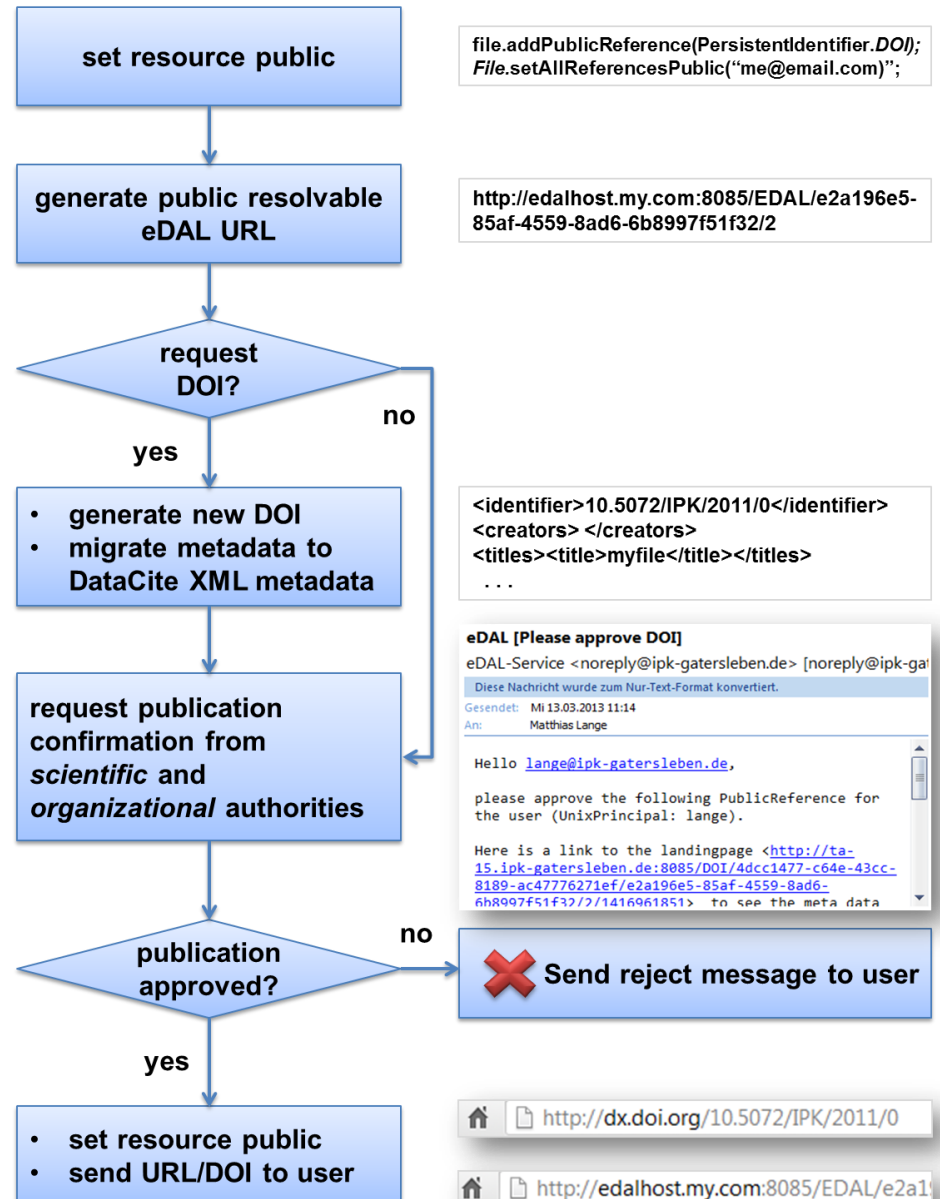 set resource public
file.addPublicReference(PersistentIdentifier.DOI);
File.setAllReferencesPublic(“me@email.com)”;
generate public resolvable
eDAL URL
http://edalhost.my.com:8085/EDAL/e2a196e5-
85af-4559-8ad6-6b8997f51f32/2
request
DOI?
no
yes
• generate new DOI
• migrate metadata to
DataCite XML metadata
<identifier>10.5072/IPK/2011/0</identifier>
<creators> </creators>
<titles><title>myfile</title></titles>
. . .
eDAL [Please approve DOI]
eDAL-Service <noreply@ipk-gatersleben.de> [noreply@ipk-gat
Diese Nachricht wurde zum Nur-Text-Format konvertiert.
Gesendet: Mi 13.03.2013 11:14
An: Matthias Lange
Hello lange@ipk-gatersleben.de,
please approve the following PublicReference for
the user (UnixPrincipal: lange).
Here is a link to the landingpage <http://ta-
15.ipk-gatersleben.de:8085/DOI/4dcc1477-c64e-43cc-
8189-ac47776271ef/e2a196e5-85af-4559-8ad6-
6b8997f51f32/2/1416961851> to see the meta data
request publication
confirmation from
scientific and
organizational authorities
publication
approved?
no
Send reject message to user
yes
• set resource public
• send URL/DOI to user
http://dx.doi.org/10.5072/IPK/2011/0
http://edalhost.my.com:8085/EDAL/e2a19